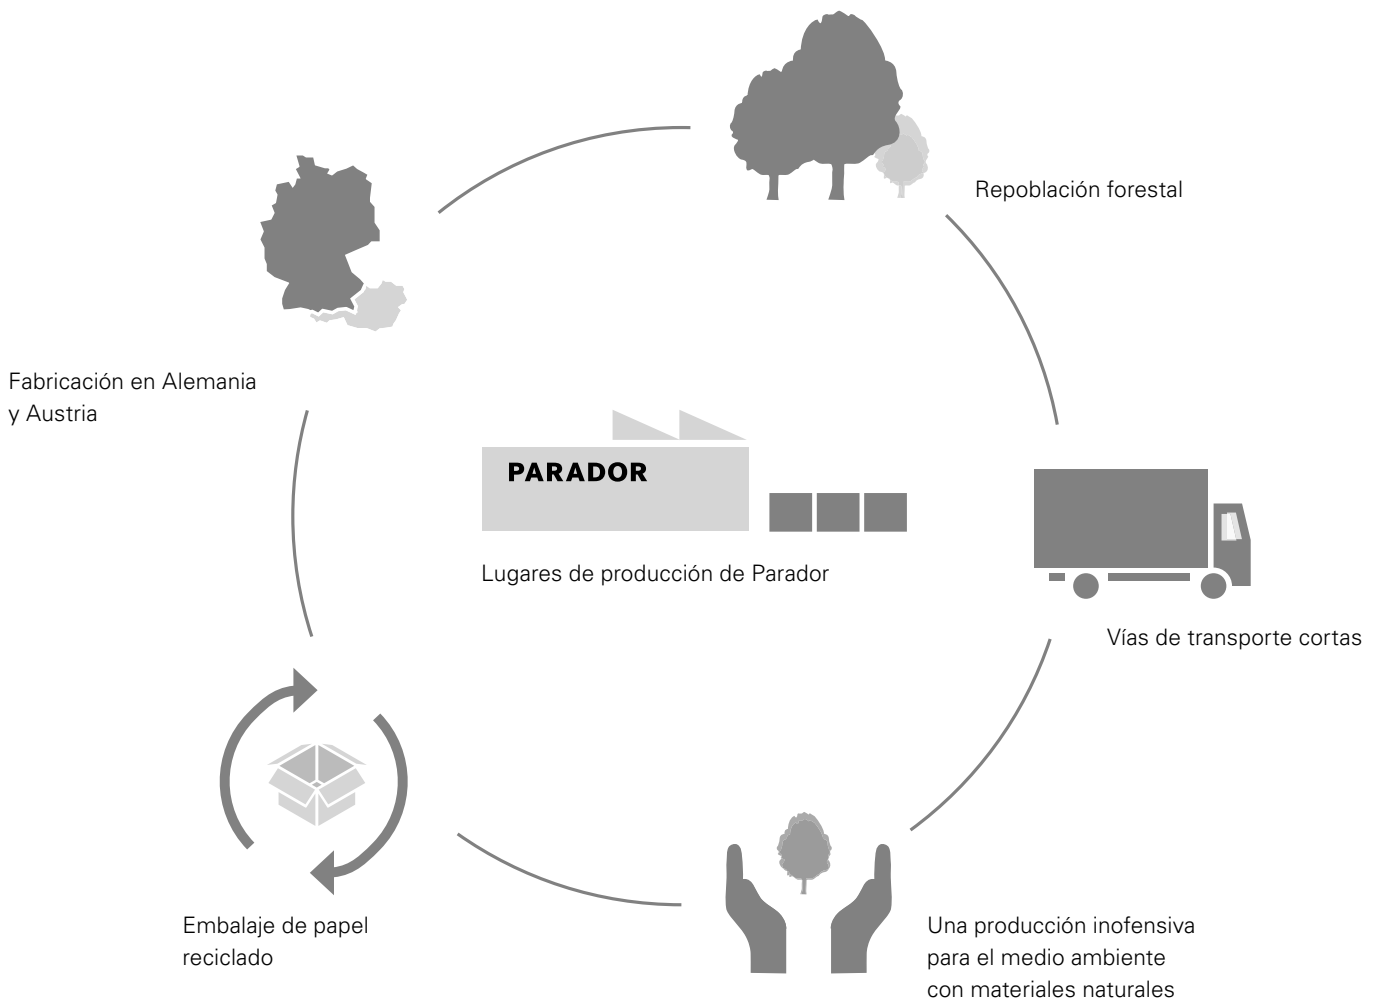 Repoblación forestal
Fabricación en Alemania
y Austria
PARADOR
Lugares de producción de Parador
Vías de transporte cortas
Embalaje de papel
reciclado
Una producción inofensiva
para el medio ambiente
con materiales naturales